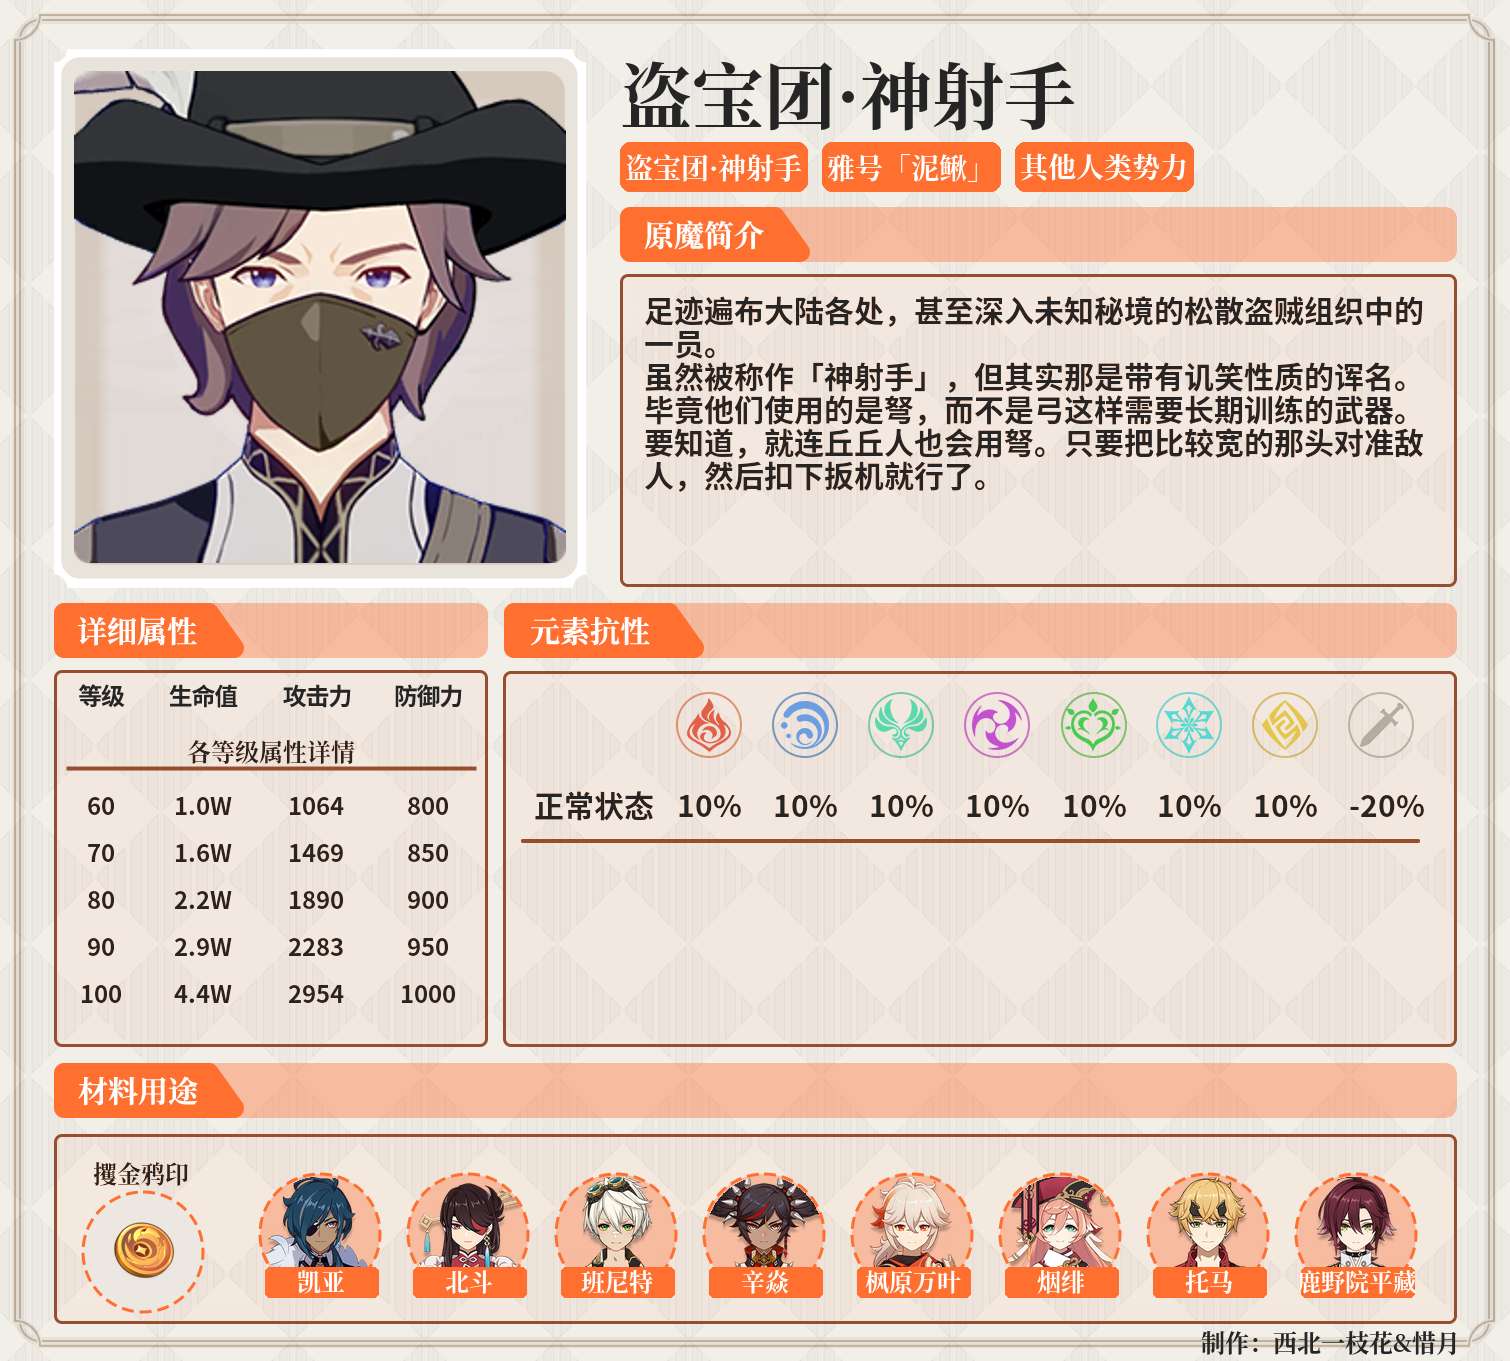 盗宝团·神射手
盗宝团·神射手 雅号「泥鳅」 其他人类势力
原魔简介
足迹遍布大陆各处，甚至深入未知秘境的松散盗贼组织中的
一员。
虽然被称作「神射手」，但其实那是带有讥笑性质的诨名。
毕竟他们使用的是弩，而不是弓这样需要长期训练的武器。
要知道，就连丘丘人也会用弩。只要把比较宽的那头对准敌
人，然后扣下扳机就行了。
详细属性
等级 生命值 攻击力 防御力
各等级属性详情
60 1.0W 1064 800
70 1.6W 1469 850
80 2.2W 1890 900
90 2.9W 2283 950
100 4.4W 2954 1000
元素抗性
正常状态 10% 10% 10% 10% 10% 10% 10% -20%
材料用途
攫金鸦印
凯亚 北斗 班尼特 辛焱 枫原万叶 烟绯 托马 鹿野院平藏
制作：西北一枝花&惜月